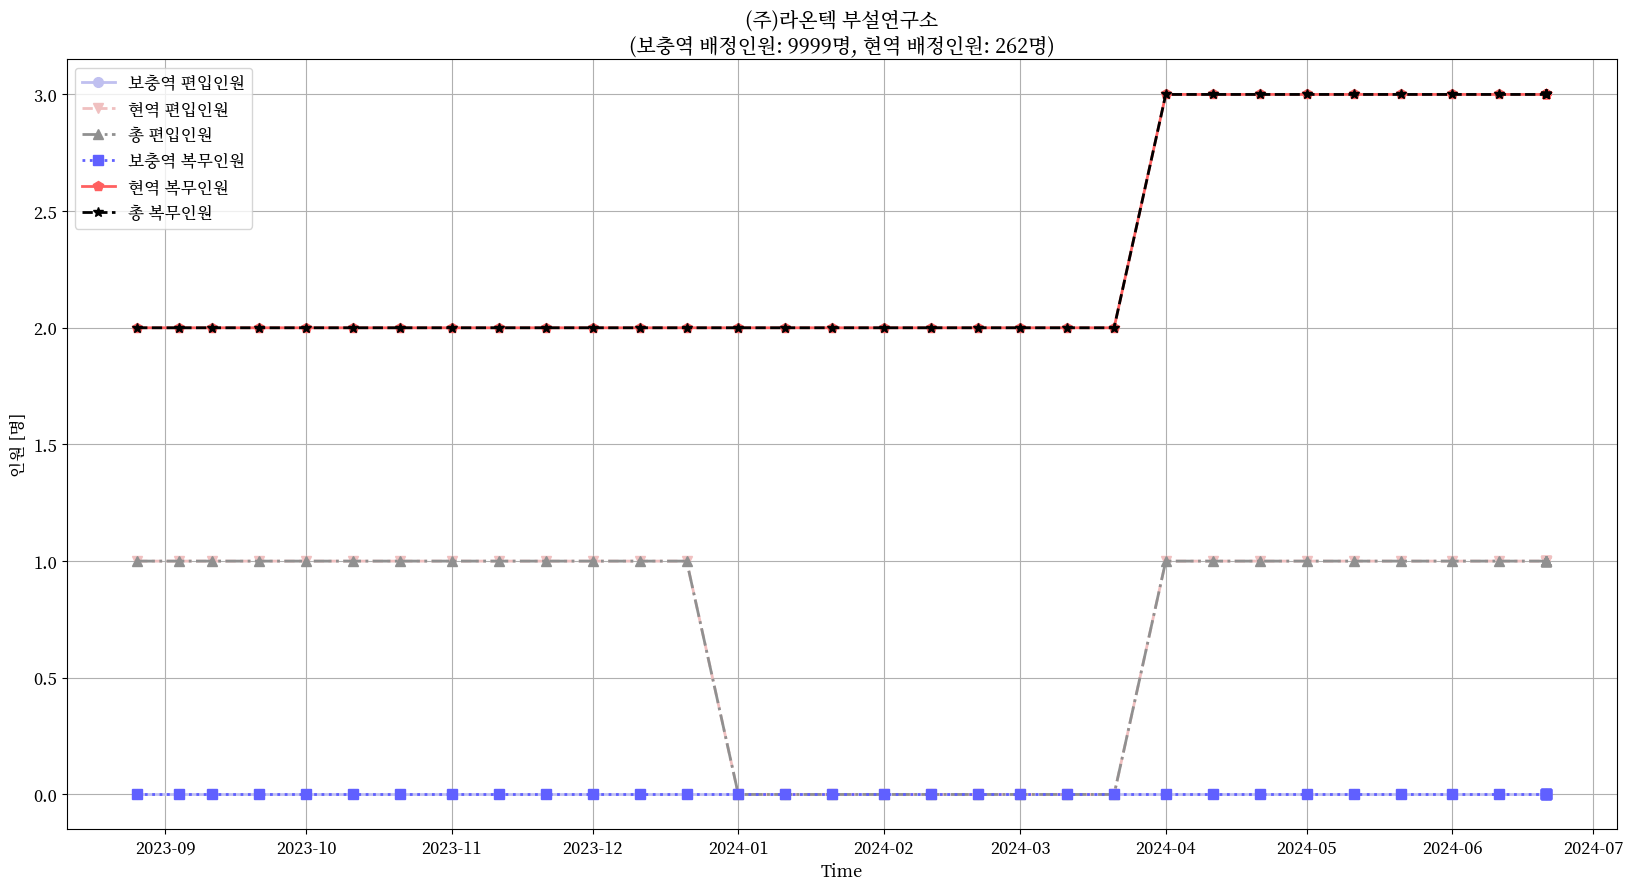 (주)라온텍 부설연구소
(보충역 배정인원: 9999명, 현역 배정인원: 262명)
보충역 편입인원
현역 편입인원
총 편입인원
보충역 복무인원
현역 복무인원
총 복무인원
인원 [명]
3.0
2.5
2.0
1.5
1.0
0.5
0.0
2023-09 2023-10 2023-11 2023-12 2024-01 2024-02 2024-03 2024-04 2024-05 2024-06 2024-07
Time